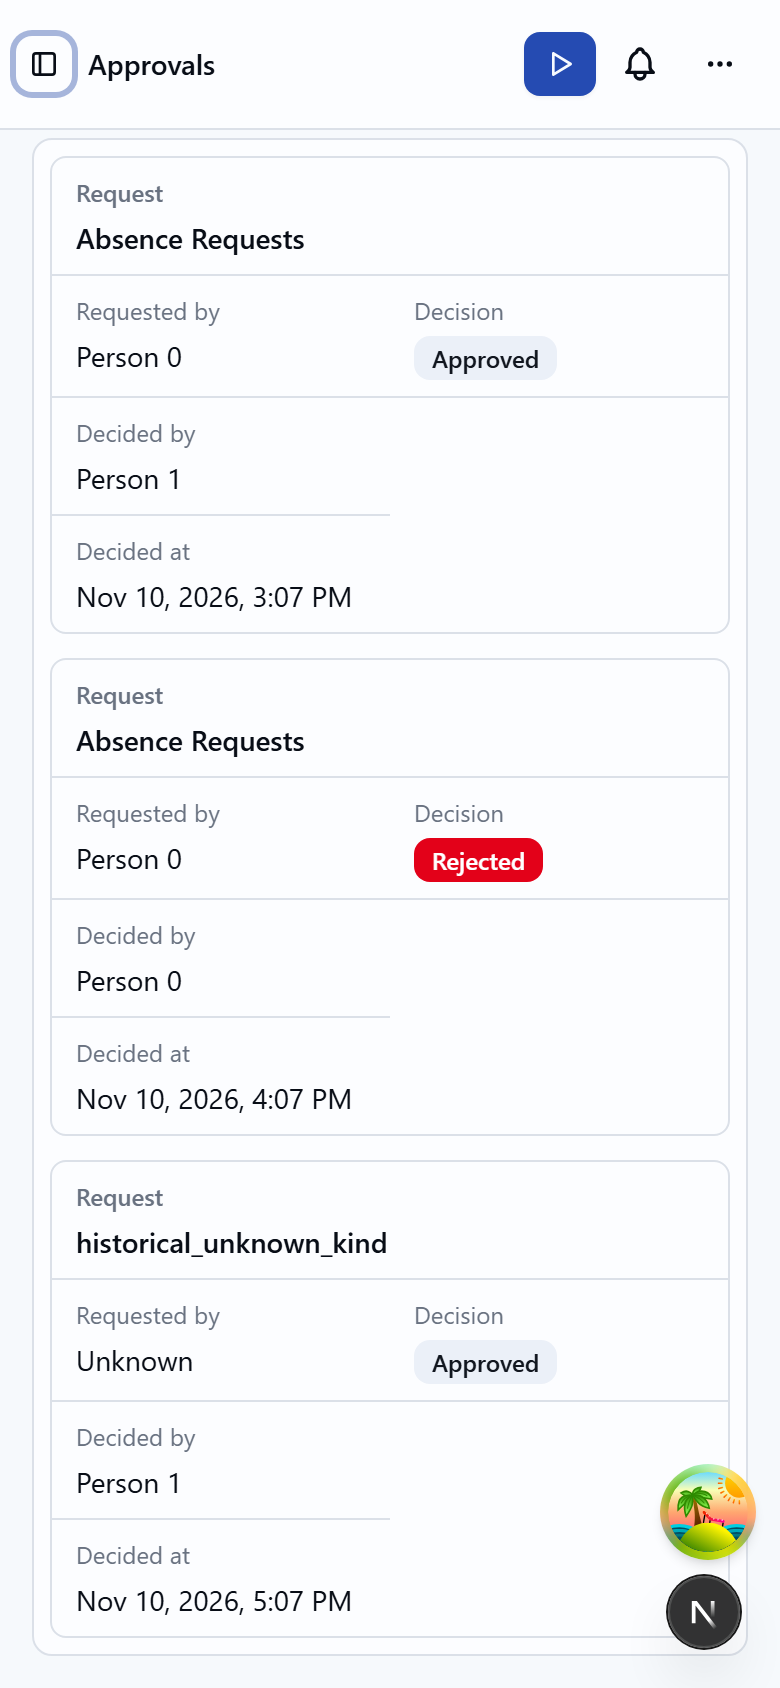 Approvals
Request
Absence Requests
Requested by
Decision
Person 0
Approved
Decided by
Person 1
Decided at
Nov 10, 2026, 3:07 PM
Request
Absence Requests
Requested by
Decision
Person 0
Rejected
Decided by
Person 0
Decided at
Nov 10, 2026, 4:07 PM
Request
historical_unknown_kind
Requested by
Decision
Unknown
Approved
Decided by
Person 1
Decided at
Nov 10, 2026, 5:07 PM
N